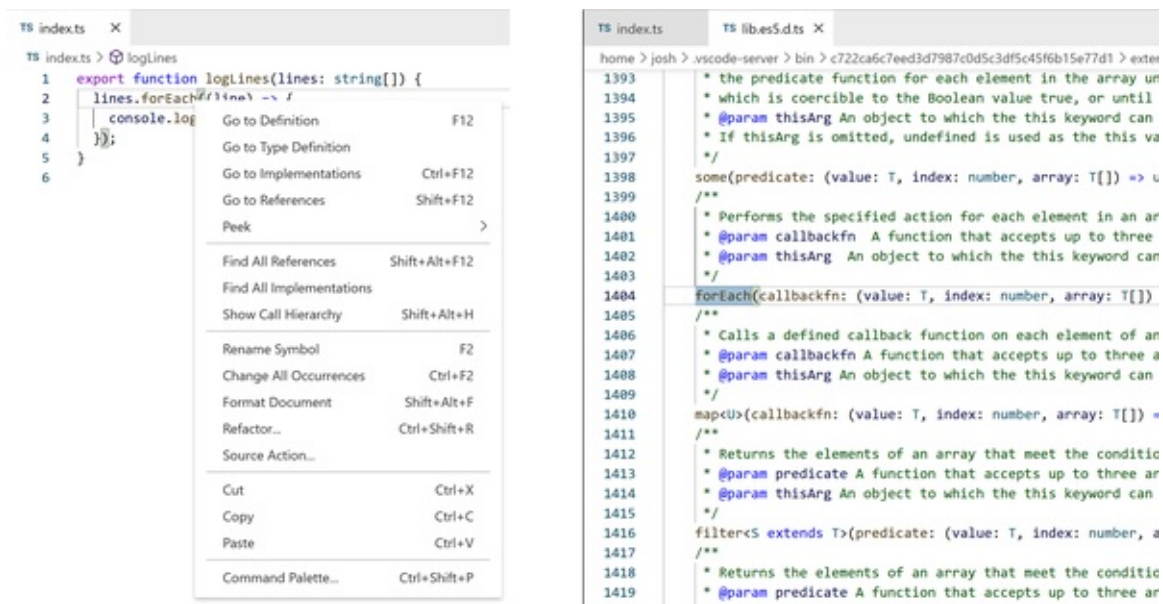 TS index.ts ×
TS index.ts > logLines
1 export function logLines(lines: string[]) {
2 lines.forEach((line) => {
3 console.log
4 });
5 }
6
Go to Definition F12
Go to Type Definition
Go to Implementations Ctrl+F12
Go to References Shift+F12
Peek >
Find All References Shift+Alt+F12
Find All Implementations
Show Call Hierarchy Shift+Alt+H
Rename Symbol F2
Change All Occurrences Ctrl+F2
Format Document Shift+Alt+F
Refactor... Ctrl+Shift+R
Source Action...
Cut Ctrl+X
Copy Ctrl+C
Paste Ctrl+V
Command Palette... Ctrl+Shift+P
TS index.ts TS lib.es5.d.ts ×
home > josh > .vscode-server > bin > c722ca6c7eed3d7987c0d5c3df5c45f6b15e77d1 > exter
1393 * the predicate function for each element in the array un
1394 * which is coercible to the Boolean value true, or until
1395 * @param thisArg An object to which the this keyword can
1396 * If thisArg is omitted, undefined is used as the this va
1397 */
1398 some(predicate: (value: T, index: number, array: T[]) => u
1399 /**
1400 * Performs the specified action for each element in an ar
1401 * @param callbackfn A function that accepts up to three
1402 * @param thisArg An object to which the this keyword can
1403 */
1404 forEach(callbackfn: (value: T, index: number, array: T[])
1405 /**
1406 * Calls a defined callback function on each element of an
1407 * @param callbackfn A function that accepts up to three a
1408 * @param thisArg An object to which the this keyword can
1409 */
1410 map<U>(callbackfn: (value: T, index: number, array: T[]) =
1411 /**
1412 * Returns the elements of an array that meet the conditio
1413 * @param predicate A function that accepts up to three ar
1414 * @param thisArg An object to which the this keyword can
1415 */
1416 filter<S extends T>(predicate: (value: T, index: number, a
1417 /**
1418 * Returns the elements of an array that meet the conditio
1419 * @param predicate A function that accepts up to three ar